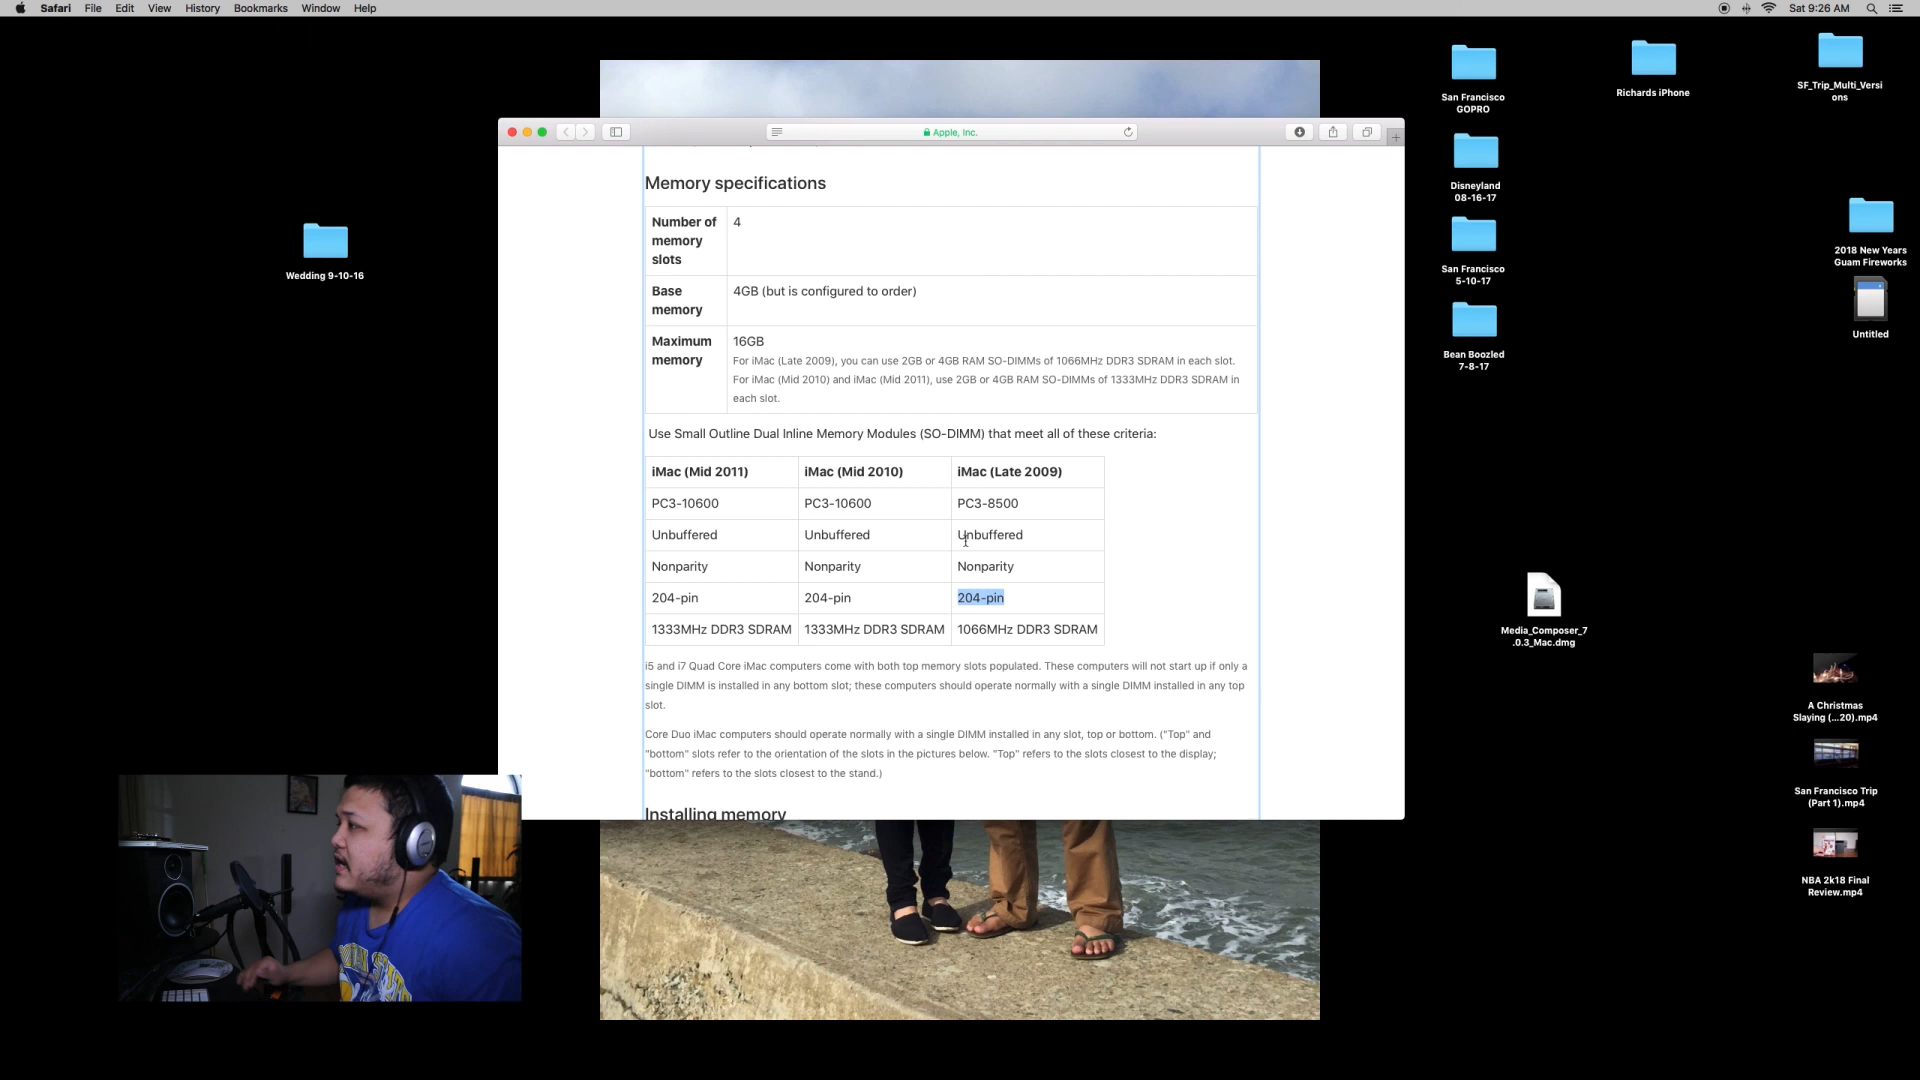 Safari File Edit View History Bookmarks Window Help
Sat 9:26 AM
Apple, Inc.
Memory specifications
Number of
memory
slots
4
Base
memory
4GB (but is configured to order)
Maximum
memory
16GB
For iMac (Late 2009), you can use 2GB or 4GB RAM SO-DIMMs of 1066MHz DDR3 SDRAM in each slot.
For iMac (Mid 2010) and iMac (Mid 2011), use 2GB or 4GB RAM SO-DIMMs of 1333MHz DDR3 SDRAM in
each slot.
Use Small Outline Dual Inline Memory Modules (SO-DIMM) that meet all of these criteria:
iMac (Mid 2011) iMac (Mid 2010) iMac (Late 2009)
PC3-10600 PC3-10600 PC3-8500
Unbuffered Unbuffered Unbuffered
Nonparity Nonparity Nonparity
204-pin 204-pin 204-pin
1333MHz DDR3 SDRAM 1333MHz DDR3 SDRAM 1066MHz DDR3 SDRAM
i5 and i7 Quad Core iMac computers come with both top memory slots populated. These computers will not start up if only a
single DIMM is installed in any bottom slot; these computers should operate normally with a single DIMM installed in any top
slot.
Core Duo iMac computers should operate normally with a single DIMM installed in any slot, top or bottom. ("Top" and
"bottom" slots refer to the orientation of the slots in the pictures below. "Top" refers to the slots closest to the display;
"bottom" refers to the slots closest to the stand.)
Installing memory
Wedding 9-10-16
San Francisco
GOPRO
Richards iPhone
SF_Trip_Multi_Versi
ons
Disneyland
08-16-17
San Francisco
5-10-17
2018 New Years
Guam Fireworks
Untitled
Bean Boozled
7-8-17
Media_Composer_7
.0.3_Mac.dmg
A Christmas
Slaying (...20).mp4
San Francisco Trip
(Part 1).mp4
NBA 2k18 Final
Review.mp4